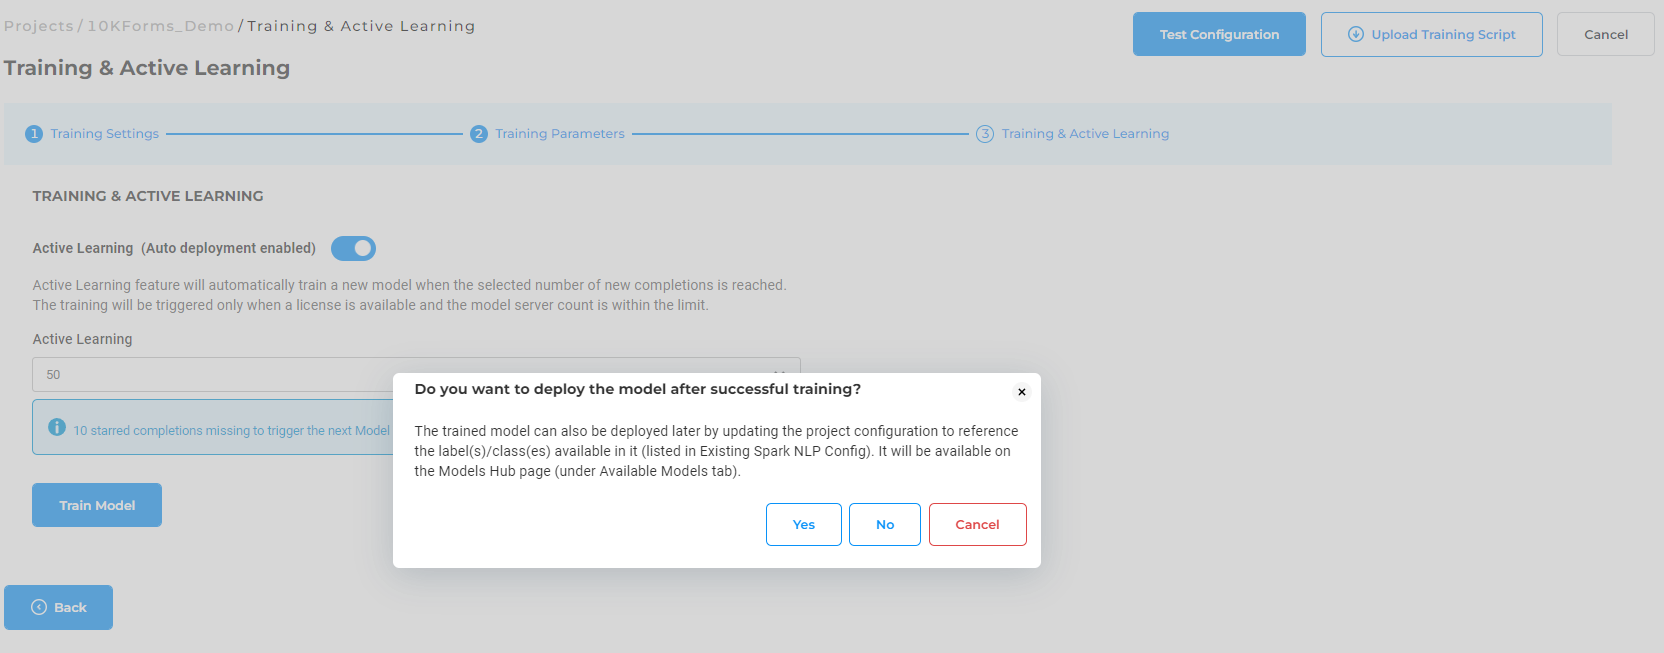 Projects / 10KForms_Demo / Training & Active Learning
Test Configuration
Upload Training Script
Cancel
Training & Active Learning
1 Training Settings
2 Training Parameters
3 Training & Active Learning
TRAINING & ACTIVE LEARNING
Active Learning (Auto deployment enabled)
Active Learning feature will automatically train a new model when the selected number of new completions is reached.
The training will be triggered only when a license is available and the model server count is within the limit.
Active Learning
50
10 starred completions missing to trigger the next Model
Do you want to deploy the model after successful training?
The trained model can also be deployed later by updating the project configuration to reference
the label(s)/class(es) available in it (listed in Existing Spark NLP Config). It will be available on
the Models Hub page (under Available Models tab).
Yes
No
Cancel
Train Model
Back